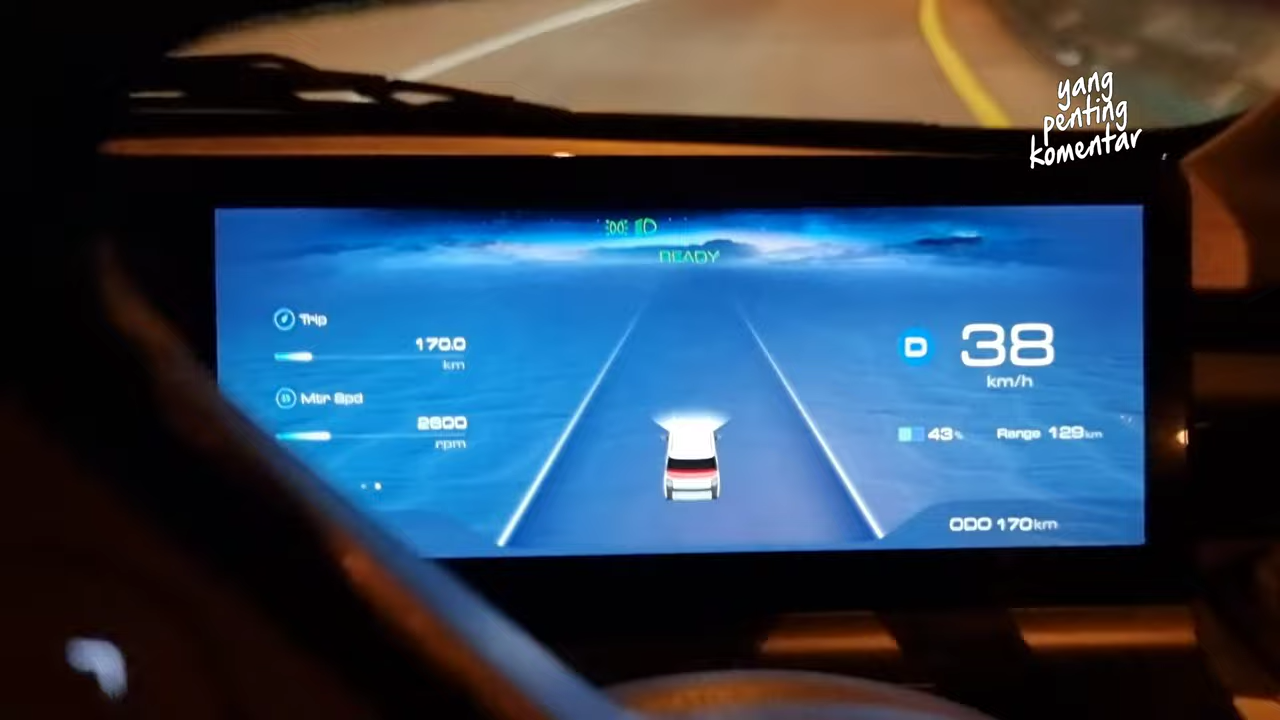 yang
penting
komentar
READY
Trip
170.0
km
Mtr Spd
2600
rpm
D
38
km/h
43%
Range 129km
ODO 170km